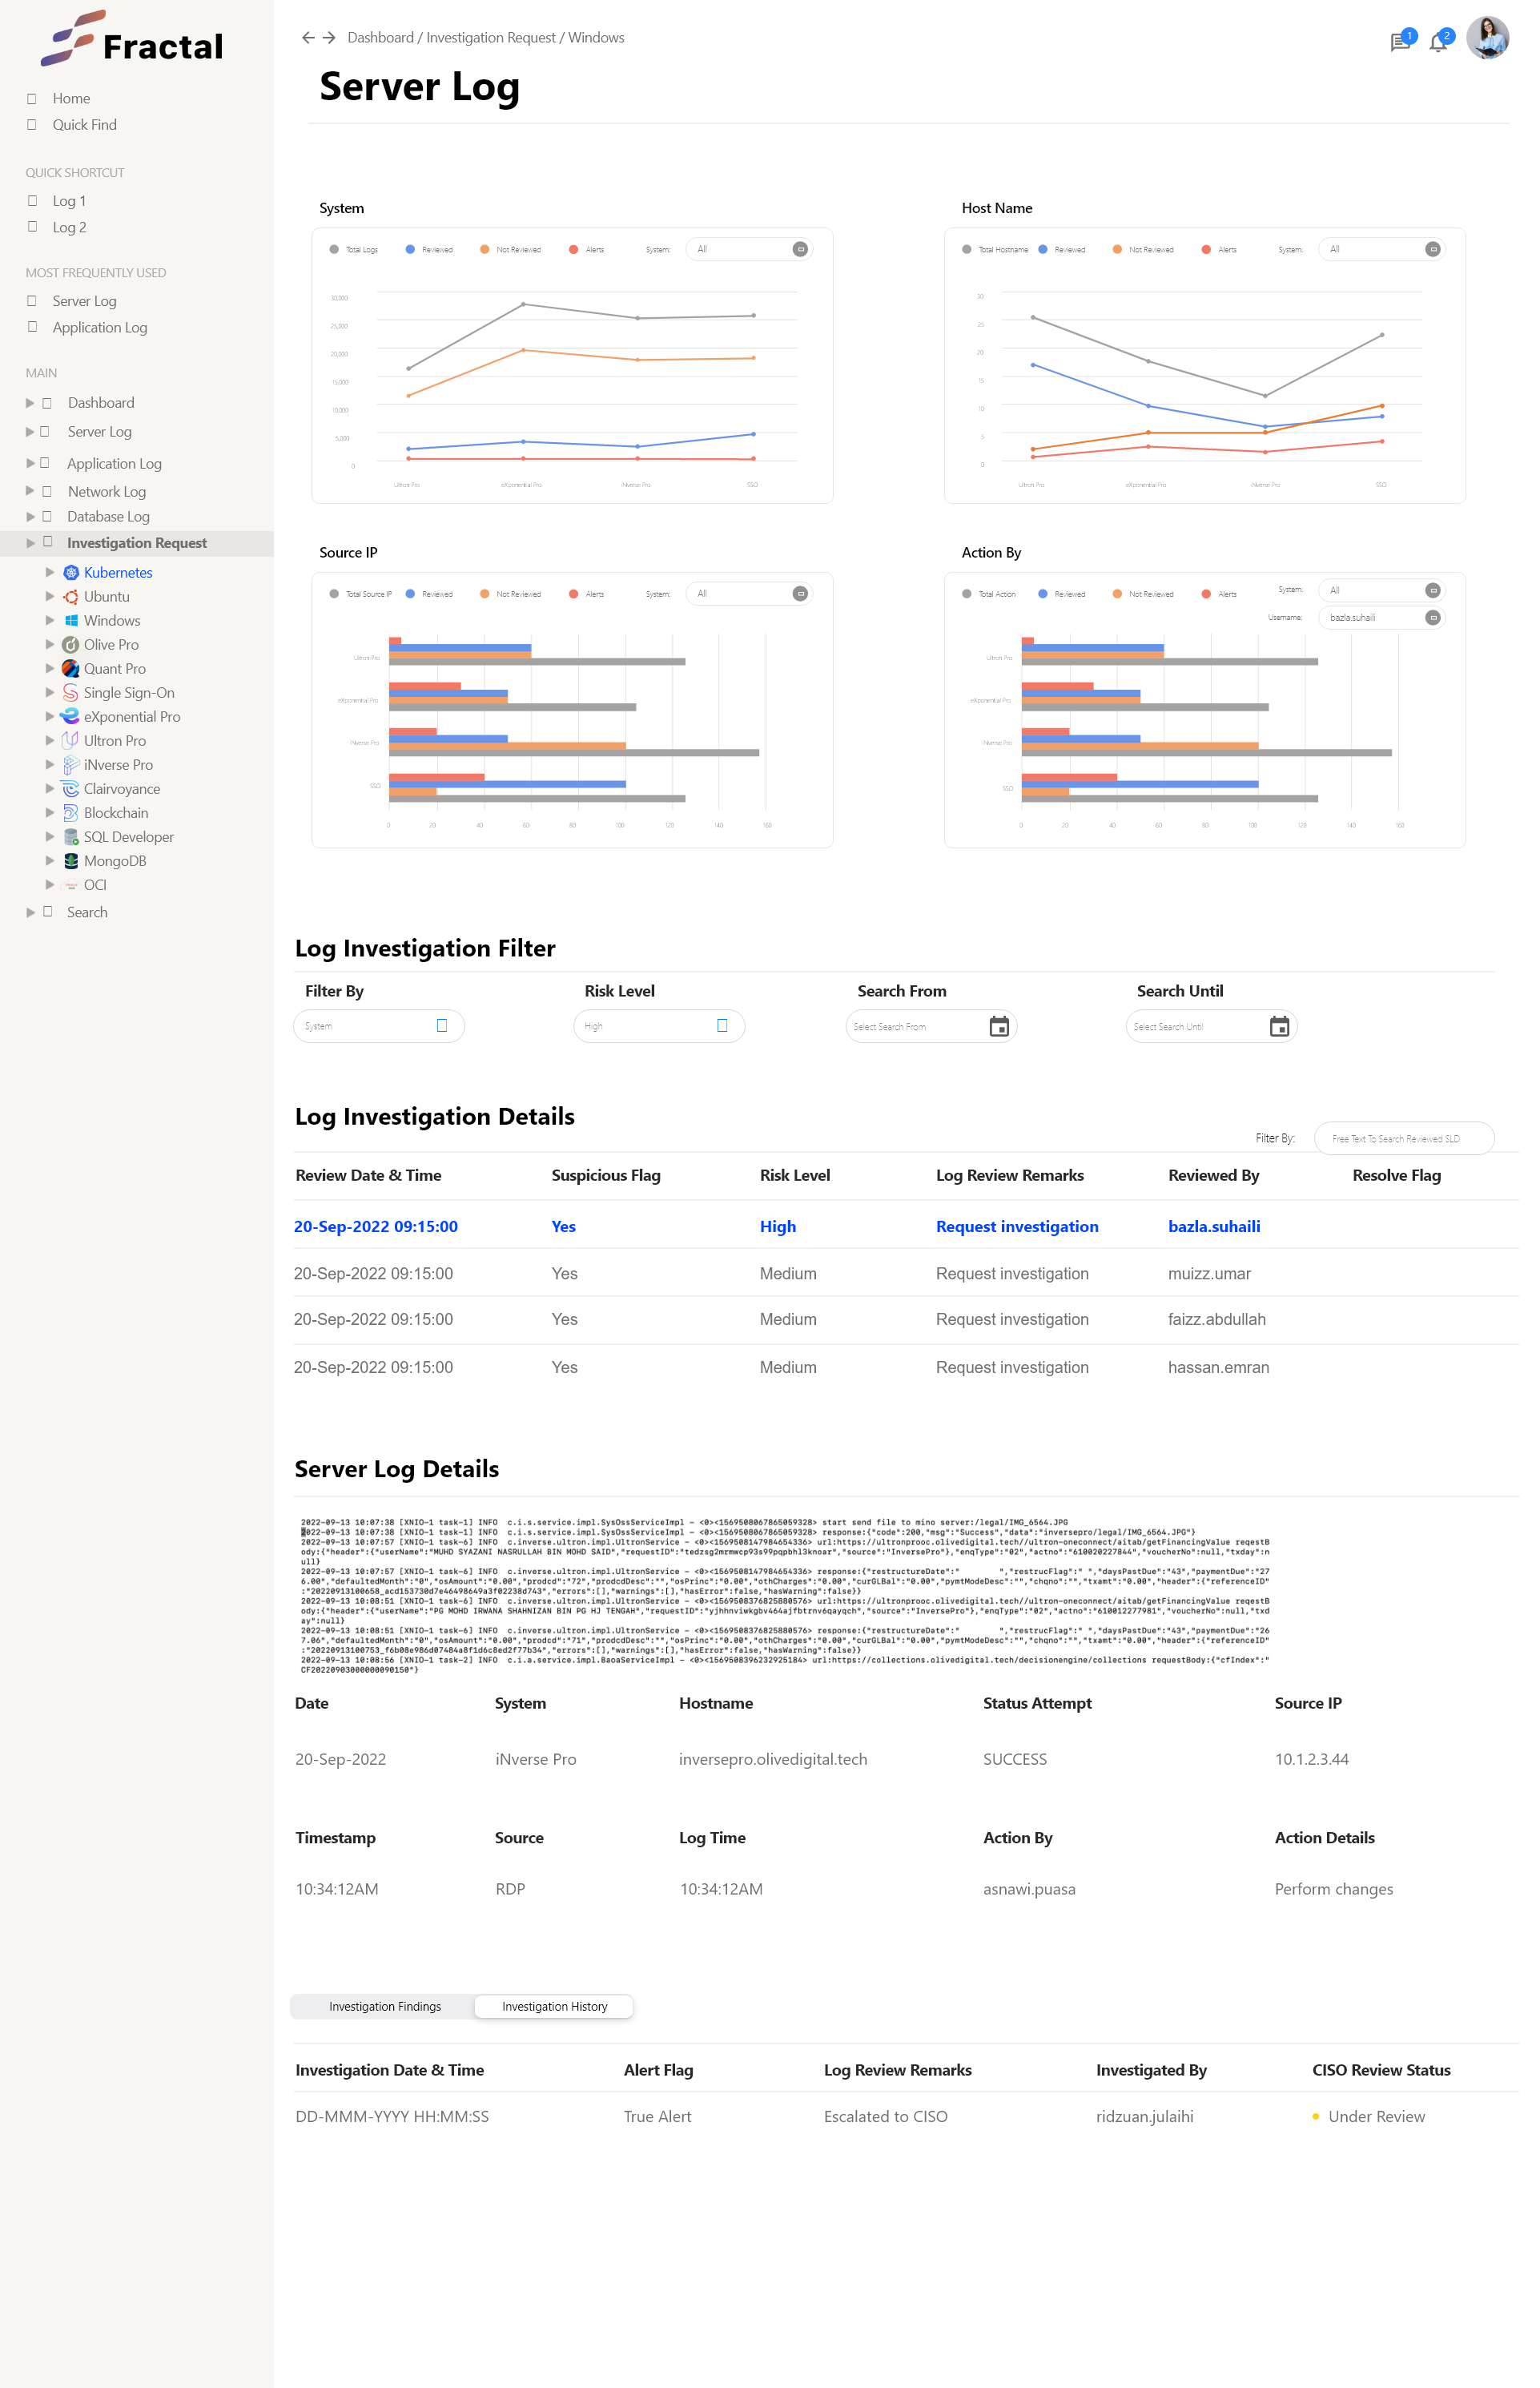 Fractal
Home
Quick Find
QUICK SHORTCUT
Log 1
Log 2
MOST FREQUENTLY USED
Server Log
Application Log
MAIN
Dashboard
Server Log
Application Log
Network Log
Database Log
Investigation Request
Kubernetes
Ubuntu
Windows
Olive Pro
Quant Pro
Single Sign-On
eXponential Pro
Ultron Pro
iNverse Pro
Clairvoyance
Blockchain
SQL Developer
MongoDB
OCI
Search
Dashboard / Investigation Request / Windows
1
2
Server Log
System
Total Logs Reviewed Not Reviewed Alerts System: All
30,000
25,000
20,000
15,000
10,000
5,000
0
Ultron Pro eXponential Pro iNverse Pro SSO
Host Name
Total Hostname Reviewed Not Reviewed Alerts System: All
30
25
20
15
10
5
0
Ultron Pro eXponential Pro iNverse Pro SSO
Source IP
Total Source IP Reviewed Not Reviewed Alerts System: All
Ultron Pro
eXponential Pro
iNverse Pro
SSO
0 20 40 60 80 100 120 140 160
Action By
Total Action Reviewed Not Reviewed Alerts System: All
Username: bazla.suhaili
Ultron Pro
eXponential Pro
iNverse Pro
SSO
0 20 40 60 80 100 120 140 160
Log Investigation Filter
Filter By Risk Level Search From Search Until
System High Select Search From Select Search Until
Log Investigation Details
Filter By: Free Text To Search Reviewed SLD
Review Date & Time Suspicious Flag Risk Level Log Review Remarks Reviewed By Resolve Flag
20-Sep-2022 09:15:00 Yes High Request investigation bazla.suhaili
20-Sep-2022 09:15:00 Yes Medium Request investigation muizz.umar
20-Sep-2022 09:15:00 Yes Medium Request investigation faizz.abdullah
20-Sep-2022 09:15:00 Yes Medium Request investigation hassan.emran
Server Log Details
2022-09-13 10:07:38 [XNIO-1 task-1] INFO c.i.s.service.impl.SysOssServiceImpl - <0><1569508067865059328> start send file to mino server:/legal/IMG_6564.JPG
2022-09-13 10:07:38 [XNIO-1 task-1] INFO c.i.s.service.impl.SysOssServiceImpl - <0><1569508067865059328> response:{"code":200,"msg":"Success","data":"inversepro/legal/IMG_6564.JPG"}
2022-09-13 10:07:57 [XNIO-1 task-6] INFO c.inverse.ultron.impl.UltronService - <0><1569508147984654336> url:https://ultronprooc.olivedigital.tech//ultron-oneconnect/aitab/getFinancingValue reqestB
ody:{"header":{"userName":"MUHD SYAZANI NASRULLAH BIN MOHD SAID","requestID":"tedzsg2mrmwcp93s99pqpbhl3knoar","source":"InversePro"},"enqType":"02","actno":"610020227844","voucherNo":null,"txday":n
ull}
2022-09-13 10:07:57 [XNIO-1 task-6] INFO c.inverse.ultron.impl.UltronService - <0><1569508147984654336> response:{"restructureDate":" ","restrucFlag":" ","daysPastDue":"43","paymentDue":"27
6.00","defaultedMonth":"0","osAmount":"0.00","prodcd":"72","prodcdDesc":"","osPrinc":"0.00","othCharges":"0.00","curGLBal":"0.00","pymtModeDesc":"","chqno":"","txamt":"0.00","header":{"referenceID"
:"20220913100658_acd153730d7e46498649a3f02238d743","errors":[],"warnings":[],"hasError":false,"hasWarning":false}}
2022-09-13 10:08:51 [XNIO-1 task-6] INFO c.inverse.ultron.impl.UltronService - <0><1569508376825880576> url:https://ultronprooc.olivedigital.tech//ultron-oneconnect/aitab/getFinancingValue reqestB
ody:{"header":{"userName":"PG MOHD IRWANA SHAHNIZAN BIN PG HJ TENGAH","requestID":"yjhhnviwkgbv464ajfbtrnv6qayqch","source":"InversePro"},"enqType":"02","actno":"610012277981","voucherNo":null,"txd
ay":null}
2022-09-13 10:08:51 [XNIO-1 task-6] INFO c.inverse.ultron.impl.UltronService - <0><1569508376825880576> response:{"restructureDate":" ","restrucFlag":" ","daysPastDue":"43","paymentDue":"26
7.06","defaultedMonth":"0","osAmount":"0.00","prodcd":"71","prodcdDesc":"","osPrinc":"0.00","othCharges":"0.00","curGLBal":"0.00","pymtModeDesc":"","chqno":"","txamt":"0.00","header":{"referenceID"
:"20220913100753_f6b08e986d07484a8f1d6c8ed2f77b34","errors":[],"warnings":[],"hasError":false,"hasWarning":false}}
2022-09-13 10:08:56 [XNIO-1 task-2] INFO c.i.a.service.impl.BaoaServiceImpl - <0><1569508396232925184> url:https://collections.olivedigital.tech/decisionengine/collections requestBody:{"cfIndex":"
CF20220903000000090150"}
Date System Hostname Status Attempt Source IP
20-Sep-2022 iNverse Pro inversepro.olivedigital.tech SUCCESS 10.1.2.3.44
Timestamp Source Log Time Action By Action Details
10:34:12AM RDP 10:34:12AM asnawi.puasa Perform changes
Investigation Findings Investigation History
Investigation Date & Time Alert Flag Log Review Remarks Investigated By CISO Review Status
DD-MMM-YYYY HH:MM:SS True Alert Escalated to CISO ridzuan.julaihi Under Review